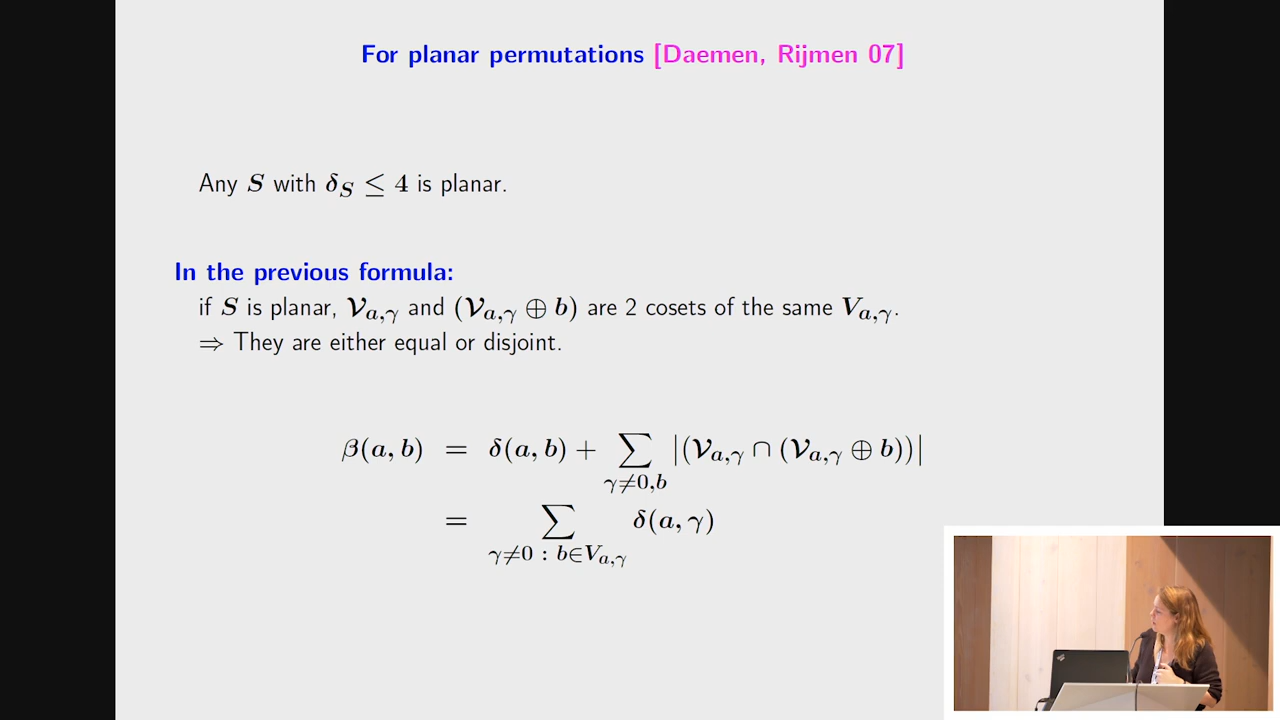 For planar permutations [Daemen, Rijmen 07]
Any S with δ_S ≤ 4 is planar.
In the previous formula:
if S is planar, 𝒱_{a,γ} and (𝒱_{a,γ} ⊕ b) are 2 cosets of the same V_{a,γ}.
⇒ They are either equal or disjoint.
β(a, b) = δ(a, b) + ∑_{γ≠0,b} |(𝒱_{a,γ} ∩ (𝒱_{a,γ} ⊕ b))|
= ∑_{γ≠0 : b∈V_{a,γ}} δ(a, γ)